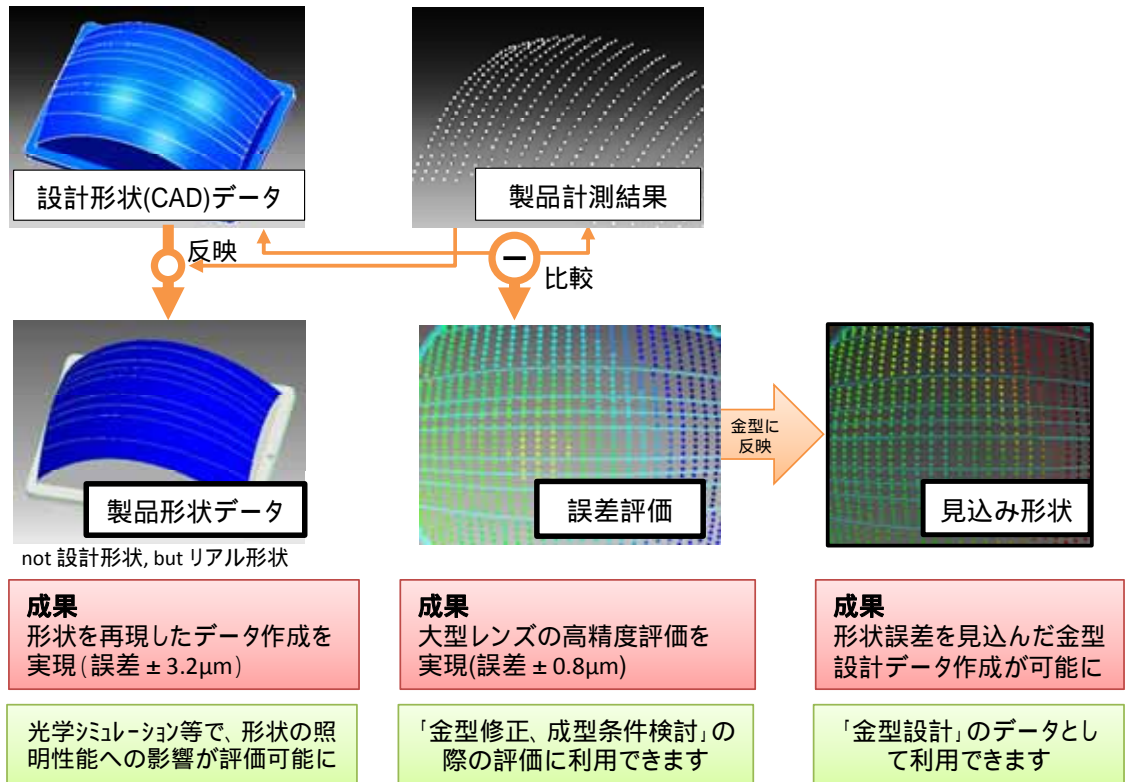 設計形状(CAD)データ
製品計測結果
反映
−
比較
金型に
反映
製品形状データ
誤差評価
見込み形状
not 設計形状, but リアル形状
成果
形状を再現したデータ作成を
実現(誤差 ± 3.2μm)
成果
大型レンズの高精度評価を
実現(誤差 ± 0.8μm)
成果
形状誤差を見込んだ金型
設計データ作成が可能に
光学ｼﾐｭﾚｰｼｮﾝ等で、形状の照
明性能への影響が評価可能に
「金型修正、成型条件検討」の
際の評価に利用できます
「金型設計」のデータとし
て利用できます